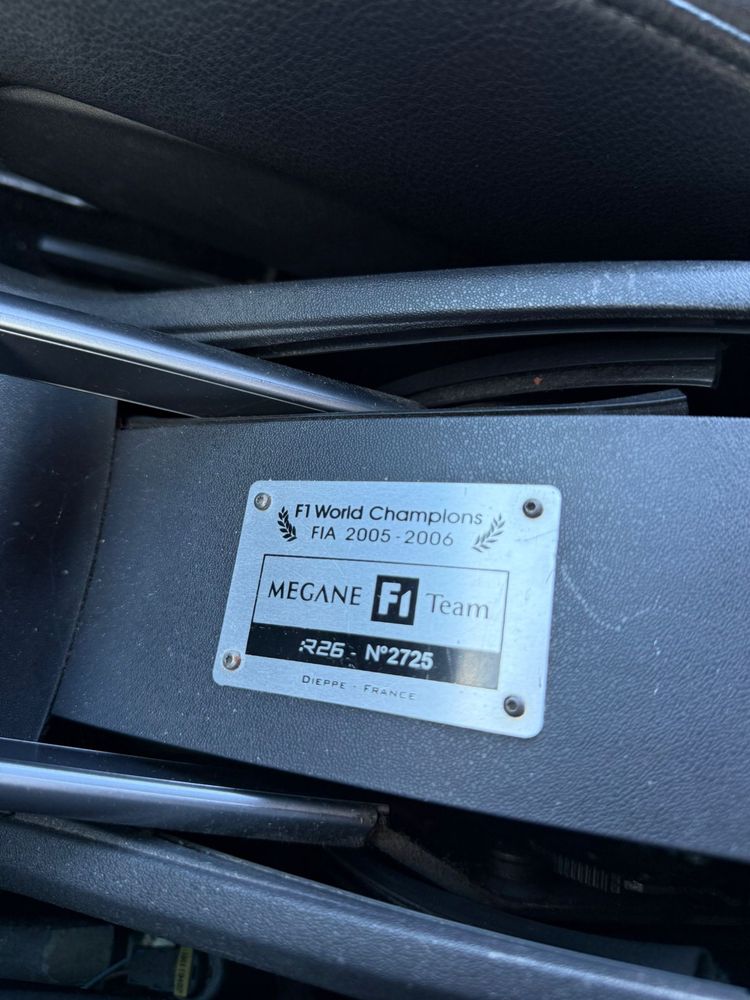 F1 World Champions
FIA 2005 - 2006
MEGANE F1 Team
R26 - N°2725
DIEPPE - FRANCE